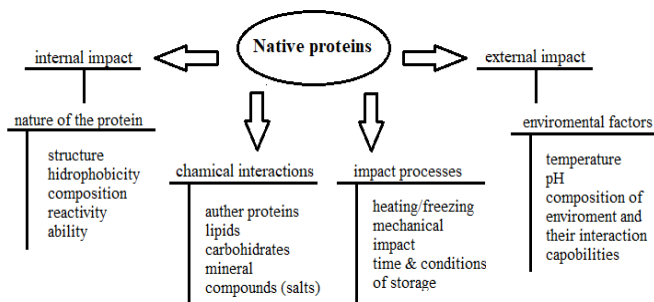 Native proteins
internal impact
external impact
nature of the protein
structure
hidrophobicity
composition
reactivity
ability
chamical interactions
auther proteins
lipids
carbohidrates
mineral
compounds (salts)
impact processes
heating/freezing
mechanical
impact
time & conditions
of storage
enviromental factors
temperature
pH
composition of
enviroment and
their interaction
capobilities